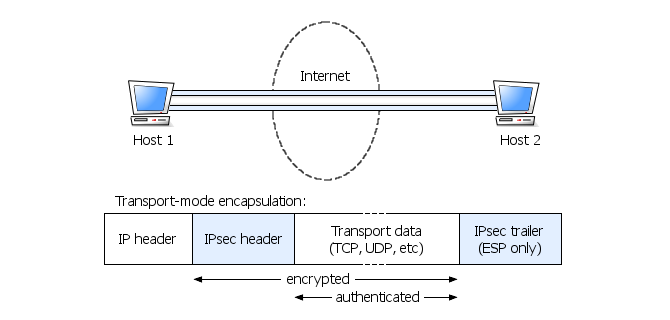 Internet
Host 1
Host 2
Transport-mode encapsulation:
IP header
IPsec header
Transport data
(TCP, UDP, etc)
IPsec trailer
(ESP only)
encrypted
authenticated